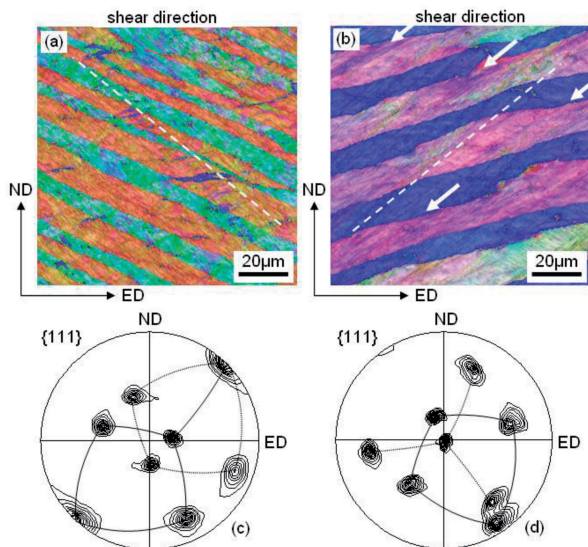 shear direction
(a)
ND
20μm
ED
shear direction
(b)
ND
20μm
ED
{111}
ND
ED
(c)
{111}
ND
ED
(d)